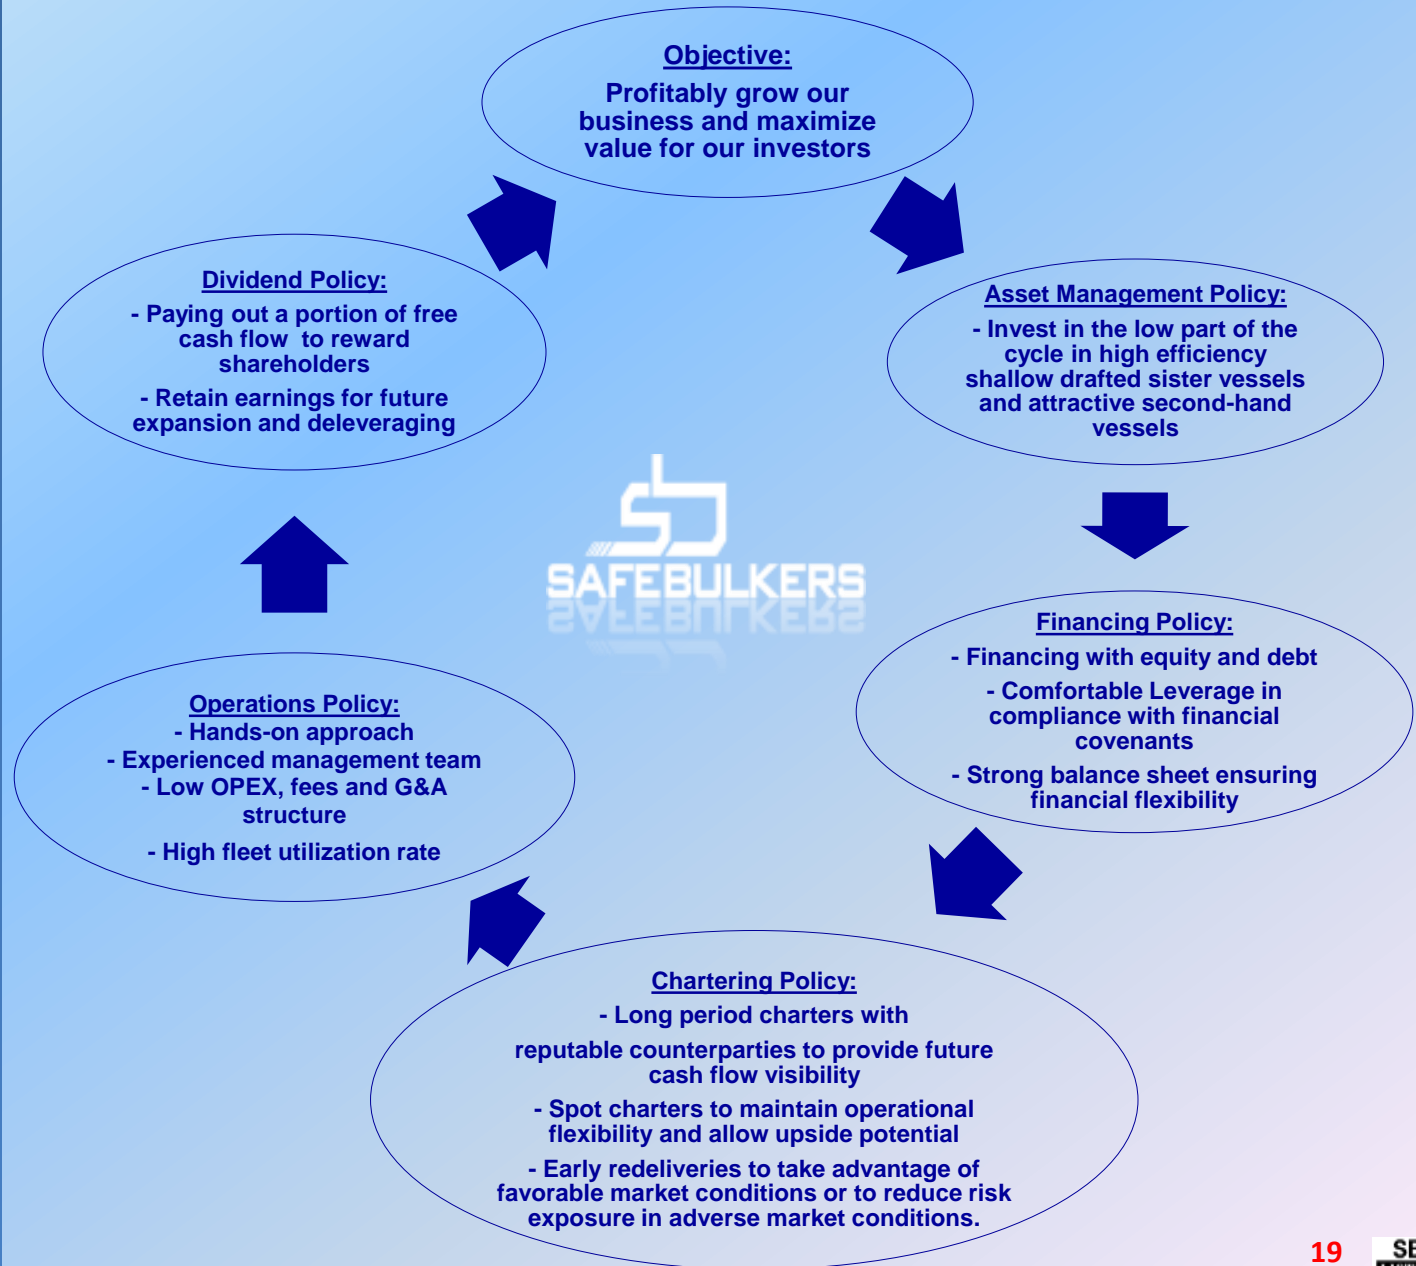 Objective:
Profitably grow our
business and maximize
value for our investors
Asset Management Policy:
- Invest in the low part of the
cycle in high efficiency
shallow drafted sister vessels
and attractive second-hand
vessels
Financing Policy:
- Financing with equity and debt
- Comfortable Leverage in
compliance with financial
covenants
- Strong balance sheet ensuring
financial flexibility
Chartering Policy:
- Long period charters with
reputable counterparties to provide future
cash flow visibility
- Spot charters to maintain operational
flexibility and allow upside potential
- Early redeliveries to take advantage of
favorable market conditions or to reduce risk
exposure in adverse market conditions.
Operations Policy:
- Hands-on approach
- Experienced management team
- Low OPEX, fees and G&A
structure
- High fleet utilization rate
Dividend Policy:
- Paying out a portion of free
cash flow to reward
shareholders
- Retain earnings for future
expansion and deleveraging
SAFEBULKERS
19